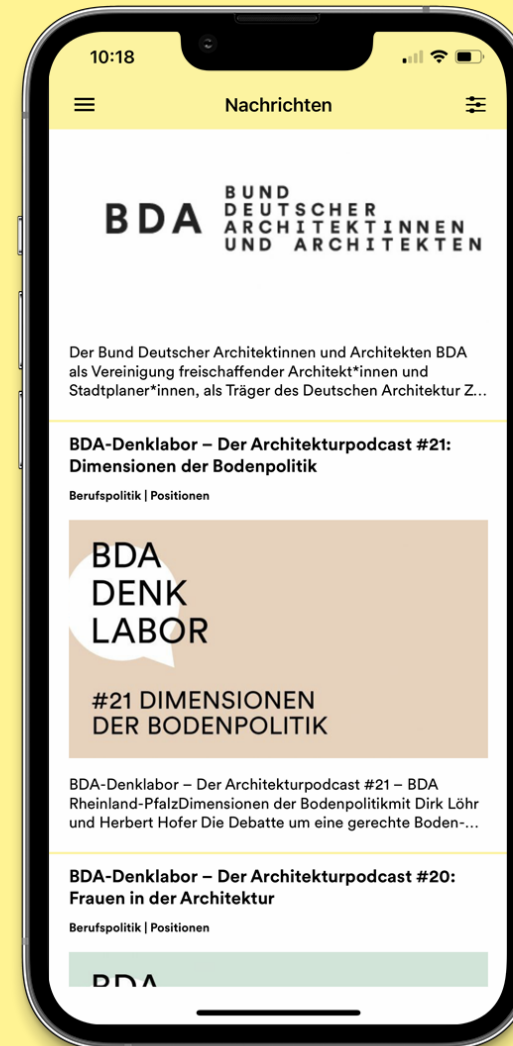 10:18
Nachrichten
BDA
BUND
DEUTSCHER
ARCHITEKTINNEN
UND ARCHITEKTEN
Der Bund Deutscher Architektinnen und Architekten BDA
als Vereinigung freischaffender Architekt*innen und
Stadtplaner*innen, als Träger des Deutschen Architektur Z...
BDA-Denklabor – Der Architekturpodcast #21:
Dimensionen der Bodenpolitik
Berufspolitik | Positionen
BDA
DENK
LABOR
#21 DIMENSIONEN
DER BODENPOLITIK
BDA-Denklabor – Der Architekturpodcast #21 – BDA
Rheinland-PfalzDimensionen der Bodenpolitikmit Dirk Löhr
und Herbert Hofer Die Debatte um eine gerechte Boden-...
BDA-Denklabor – Der Architekturpodcast #20:
Frauen in der Architektur
Berufspolitik | Positionen
BDA